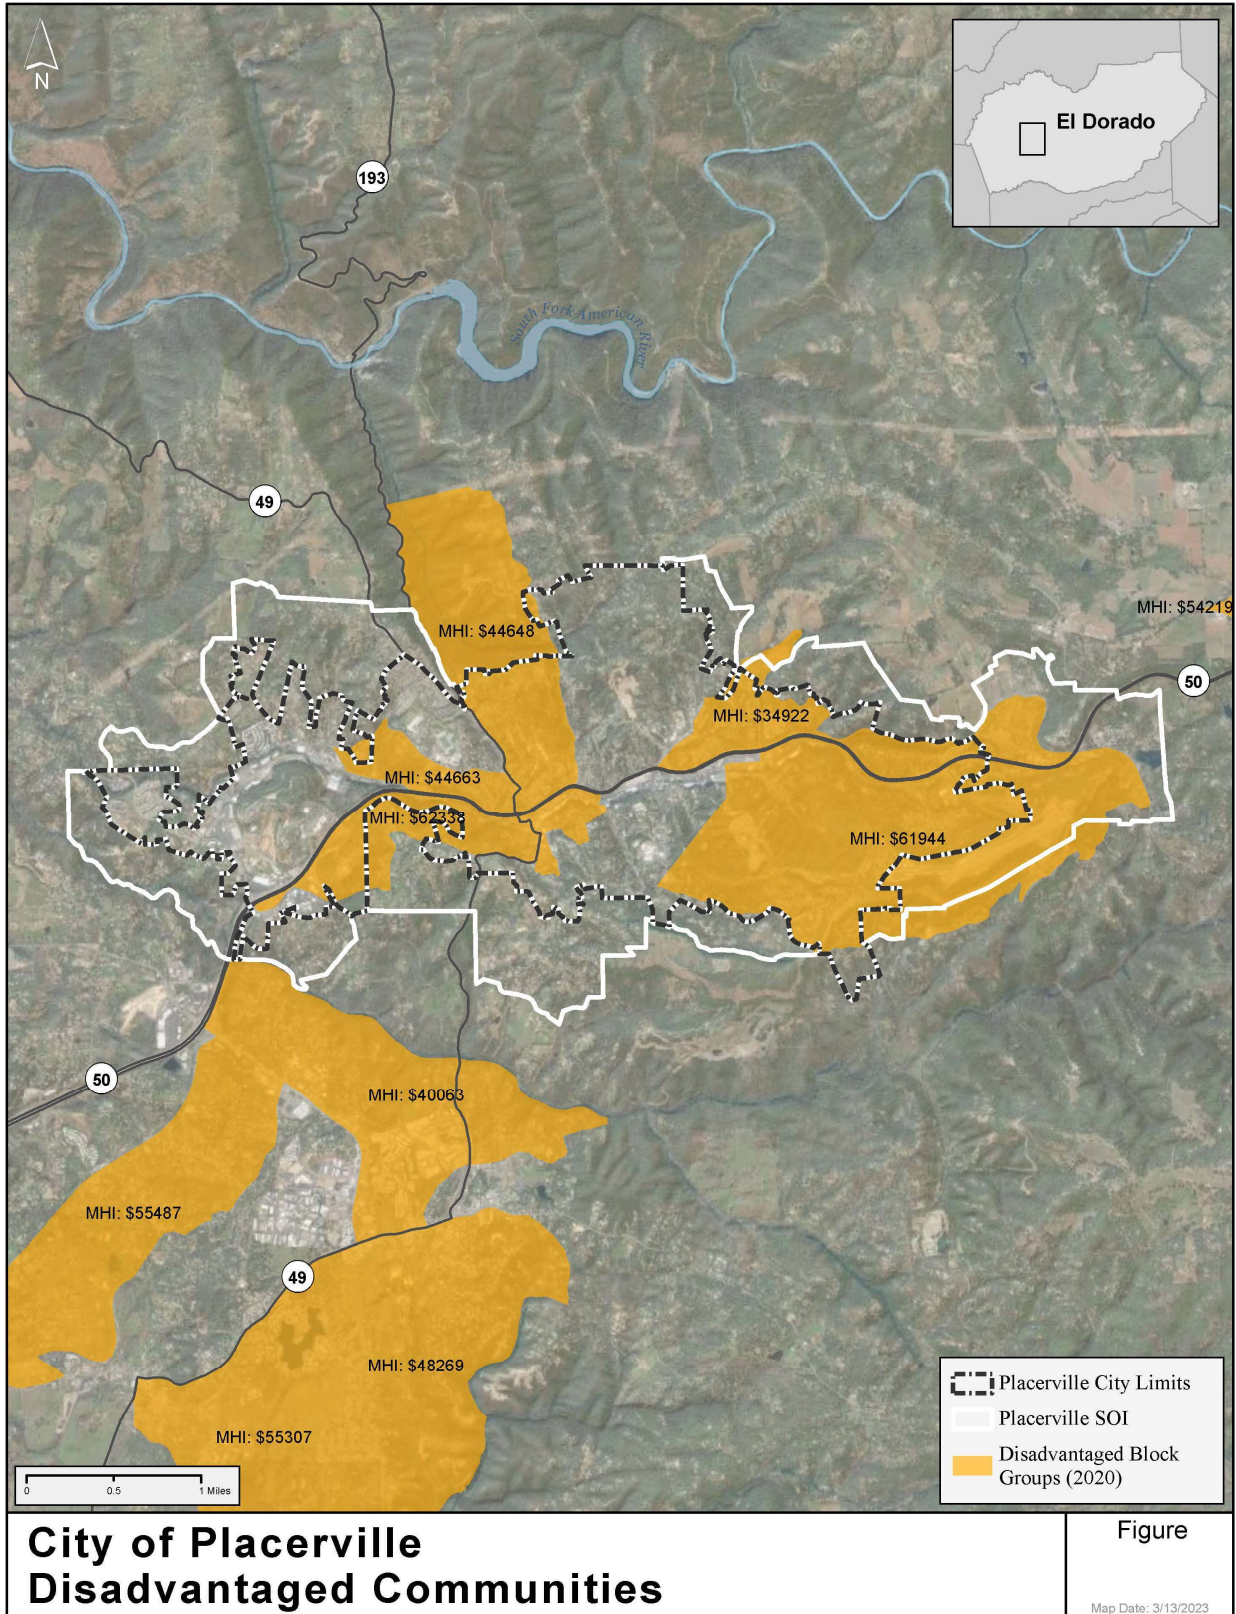 N
El Dorado
193
South Fork American River
49
MHI: $54219
MHI: $44648
50
MHI: $34922
MHI: $44663
MHI: $62338
MHI: $61944
50
MHI: $40063
MHI: $55487
49
MHI: $48269
MHI: $55307
Placerville City Limits
Placerville SOI
Disadvantaged Block
Groups (2020)
0 0.5 1 Miles
City of Placerville
Disadvantaged Communities
Figure
Map Date: 3/13/2023